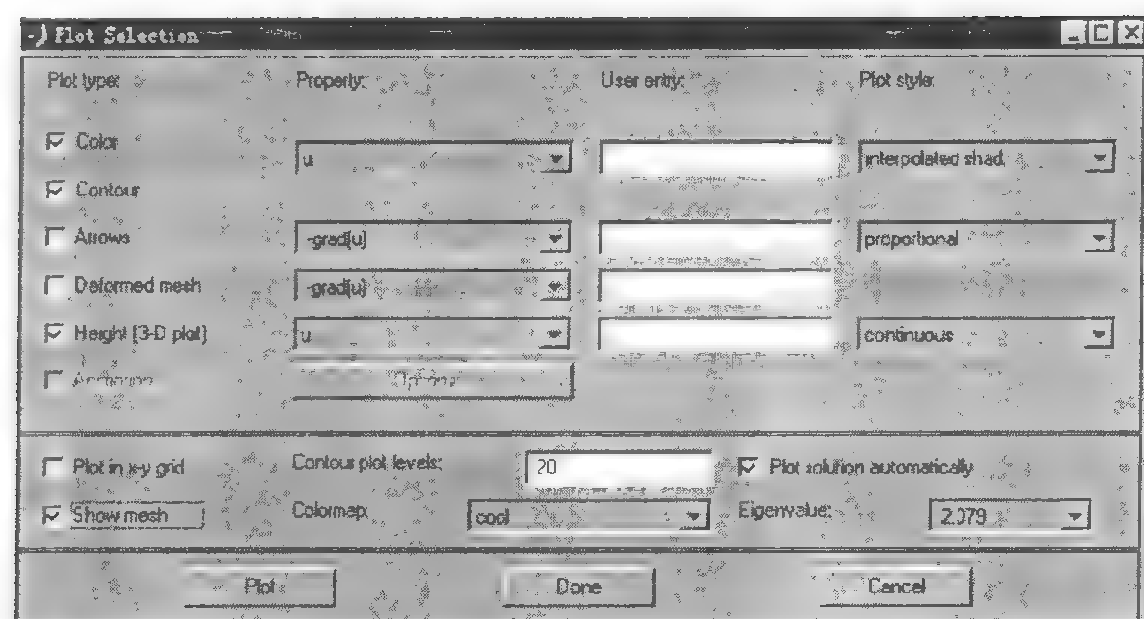 Plot Selection
Plot type: Property: User entry: Plot style:
Color u interpolated shad.
Contour
Arrows -grad(u) proportional
Deformed mesh -grad(u)
Height (3-D plot) u continuous
Animation Options...
Plot in x-y grid Contour plot levels: 20 Plot solution automatically
Show mesh Colormap: cool Eigenvalue: 2.079
Plot Done Cancel